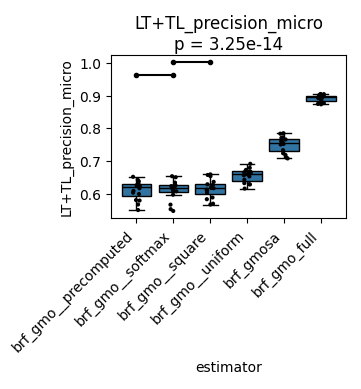 LT+TL_precision_micro
p = 3.25e-14
LT+TL_precision_micro
1.0
0.9
0.8
0.7
0.6
brf_gmo__precomputed
brf_gmo__softmax
brf_gmo__square
brf_gmo__uniform
brf_gmosa
brf_gmo_full
estimator